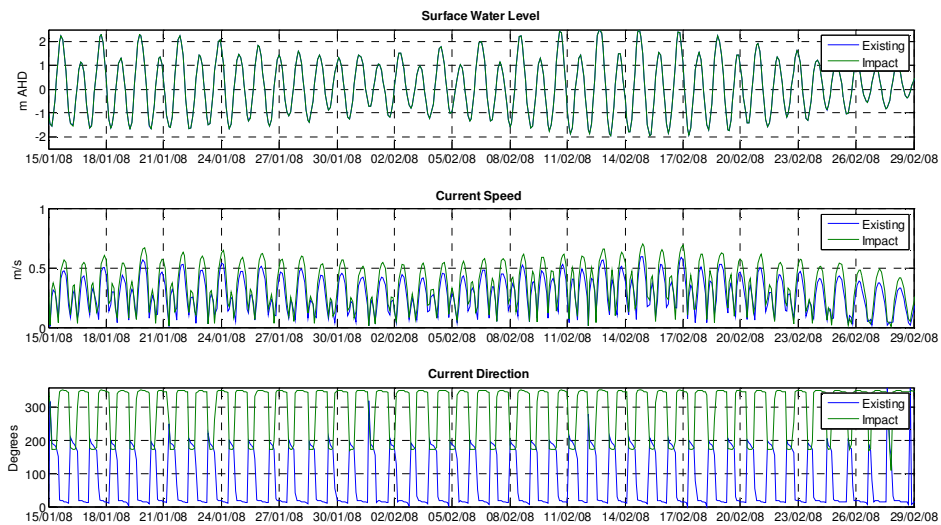 Surface Water Level
m AHD
2
1
0
-1
-2
Existing
Impact
15/01/08 18/01/08 21/01/08 24/01/08 27/01/08 30/01/08 02/02/08 05/02/08 08/02/08 11/02/08 14/02/08 17/02/08 20/02/08 23/02/08 26/02/08 29/02/08
Current Speed
m/s
1
0.5
0
Existing
Impact
15/01/08 18/01/08 21/01/08 24/01/08 27/01/08 30/01/08 02/02/08 05/02/08 08/02/08 11/02/08 14/02/08 17/02/08 20/02/08 23/02/08 26/02/08 29/02/08
Current Direction
Degrees
300
200
100
0
Existing
Impact
15/01/08 18/01/08 21/01/08 24/01/08 27/01/08 30/01/08 02/02/08 05/02/08 08/02/08 11/02/08 14/02/08 17/02/08 20/02/08 23/02/08 26/02/08 29/02/08